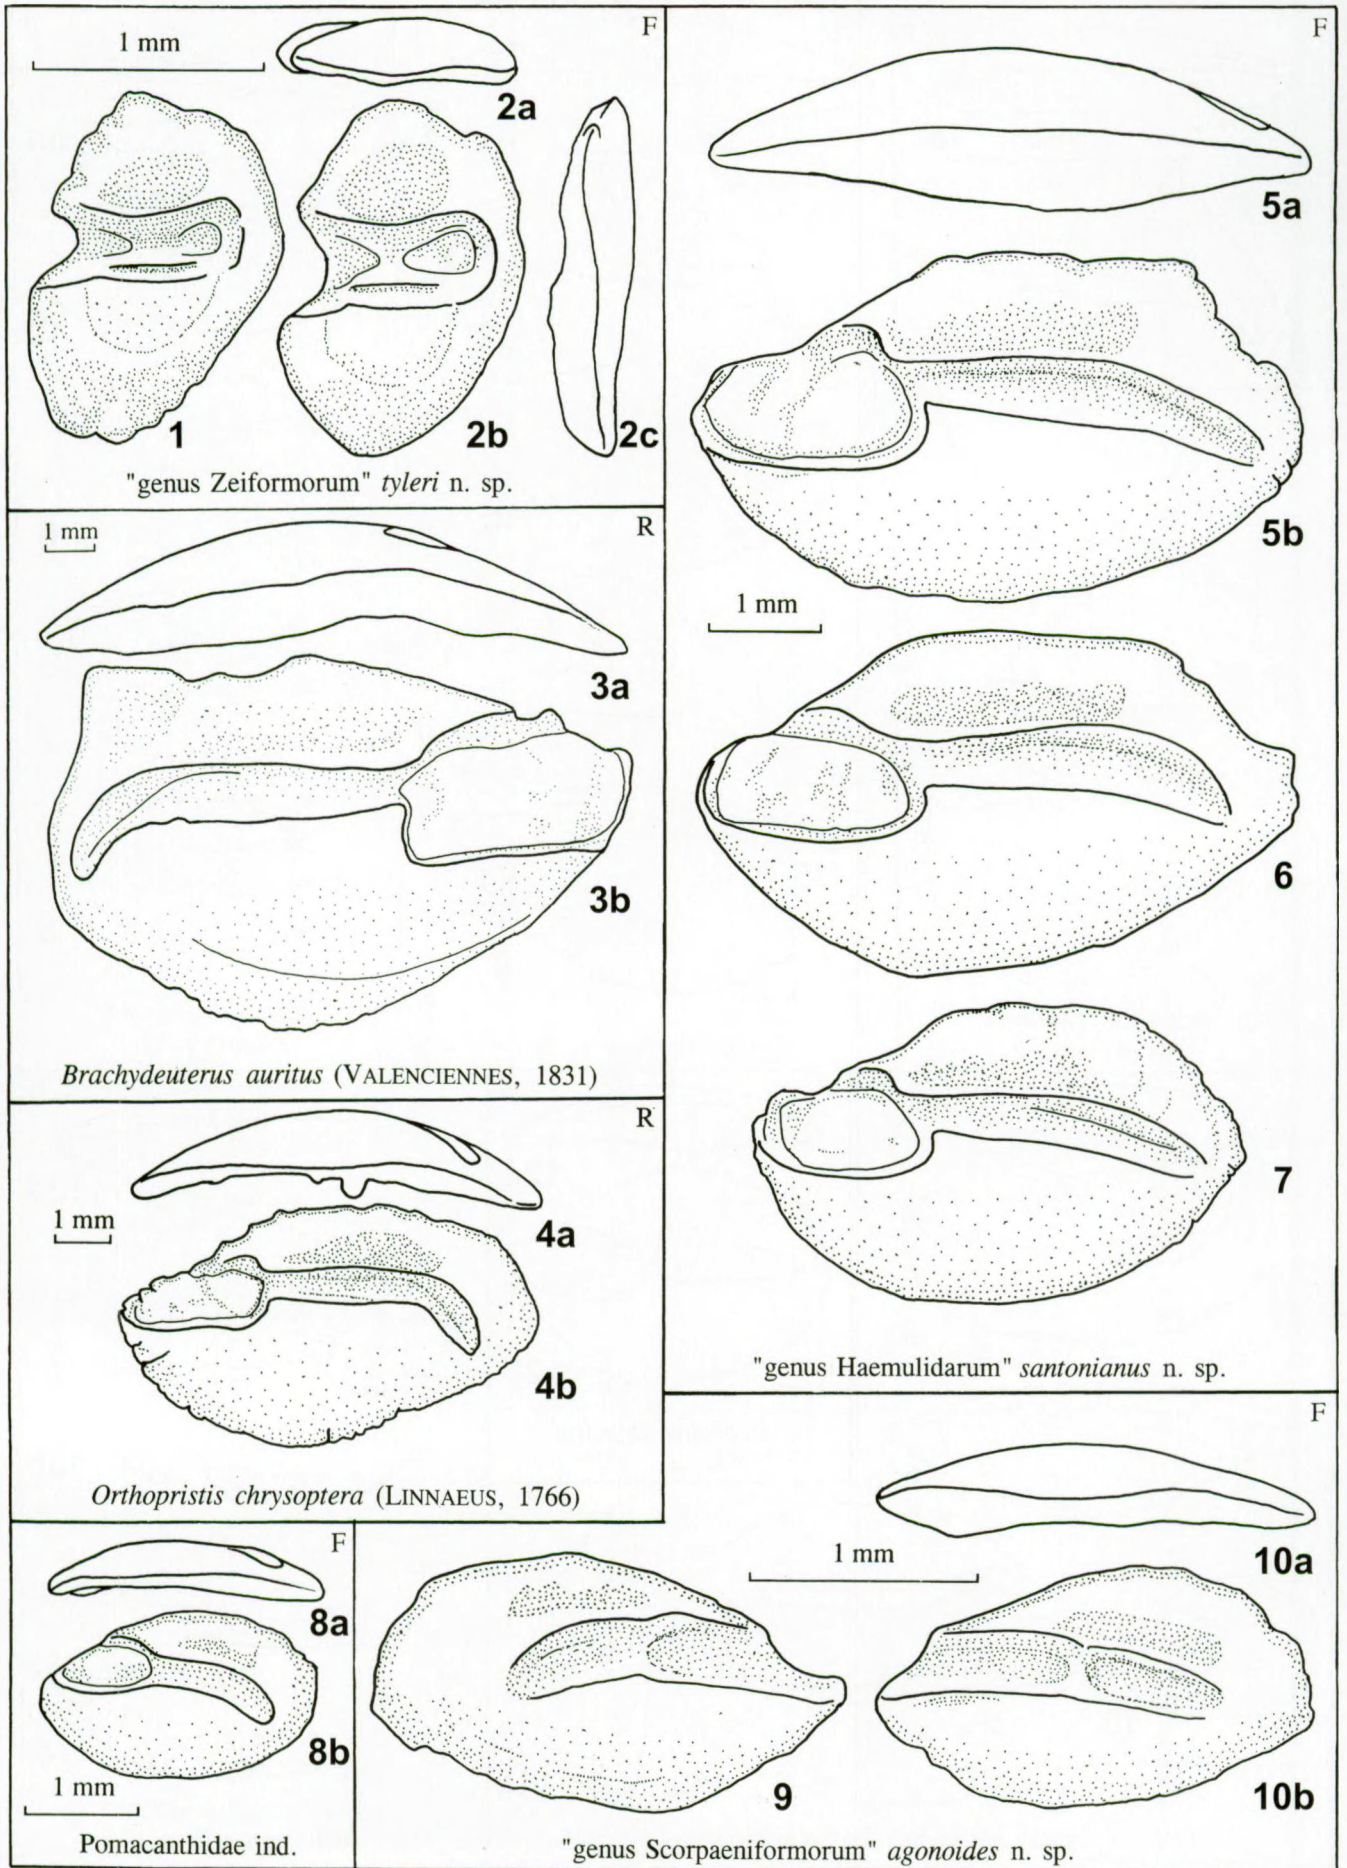 F
1 mm
2a
1
2b
2c
"genus Zeiformorum" tyleri n. sp.
R
1 mm
3a
3b
Brachydeuterus auritus (VALENCIENNES, 1831)
R
1 mm
4a
4b
Orthopristis chrysoptera (LINNAEUS, 1766)
F
5a
5b
1 mm
6
7
"genus Haemulidarum" santonianus n. sp.
F
8a
8b
1 mm
Pomacanthidae ind.
F
1 mm
10a
9
10b
"genus Scorpaeniformorum" agonoides n. sp.